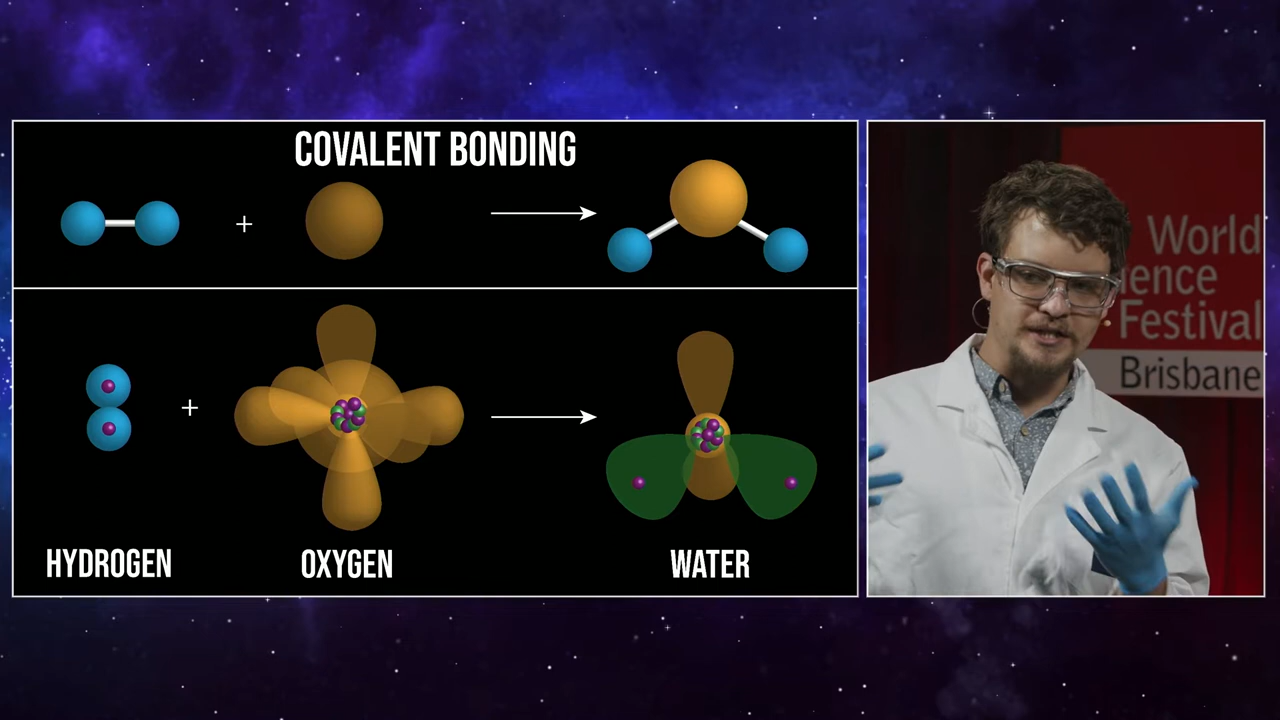 COVALENT BONDING
+
+
HYDROGEN
OXYGEN
WATER
World
ience
Festival
Brisbane